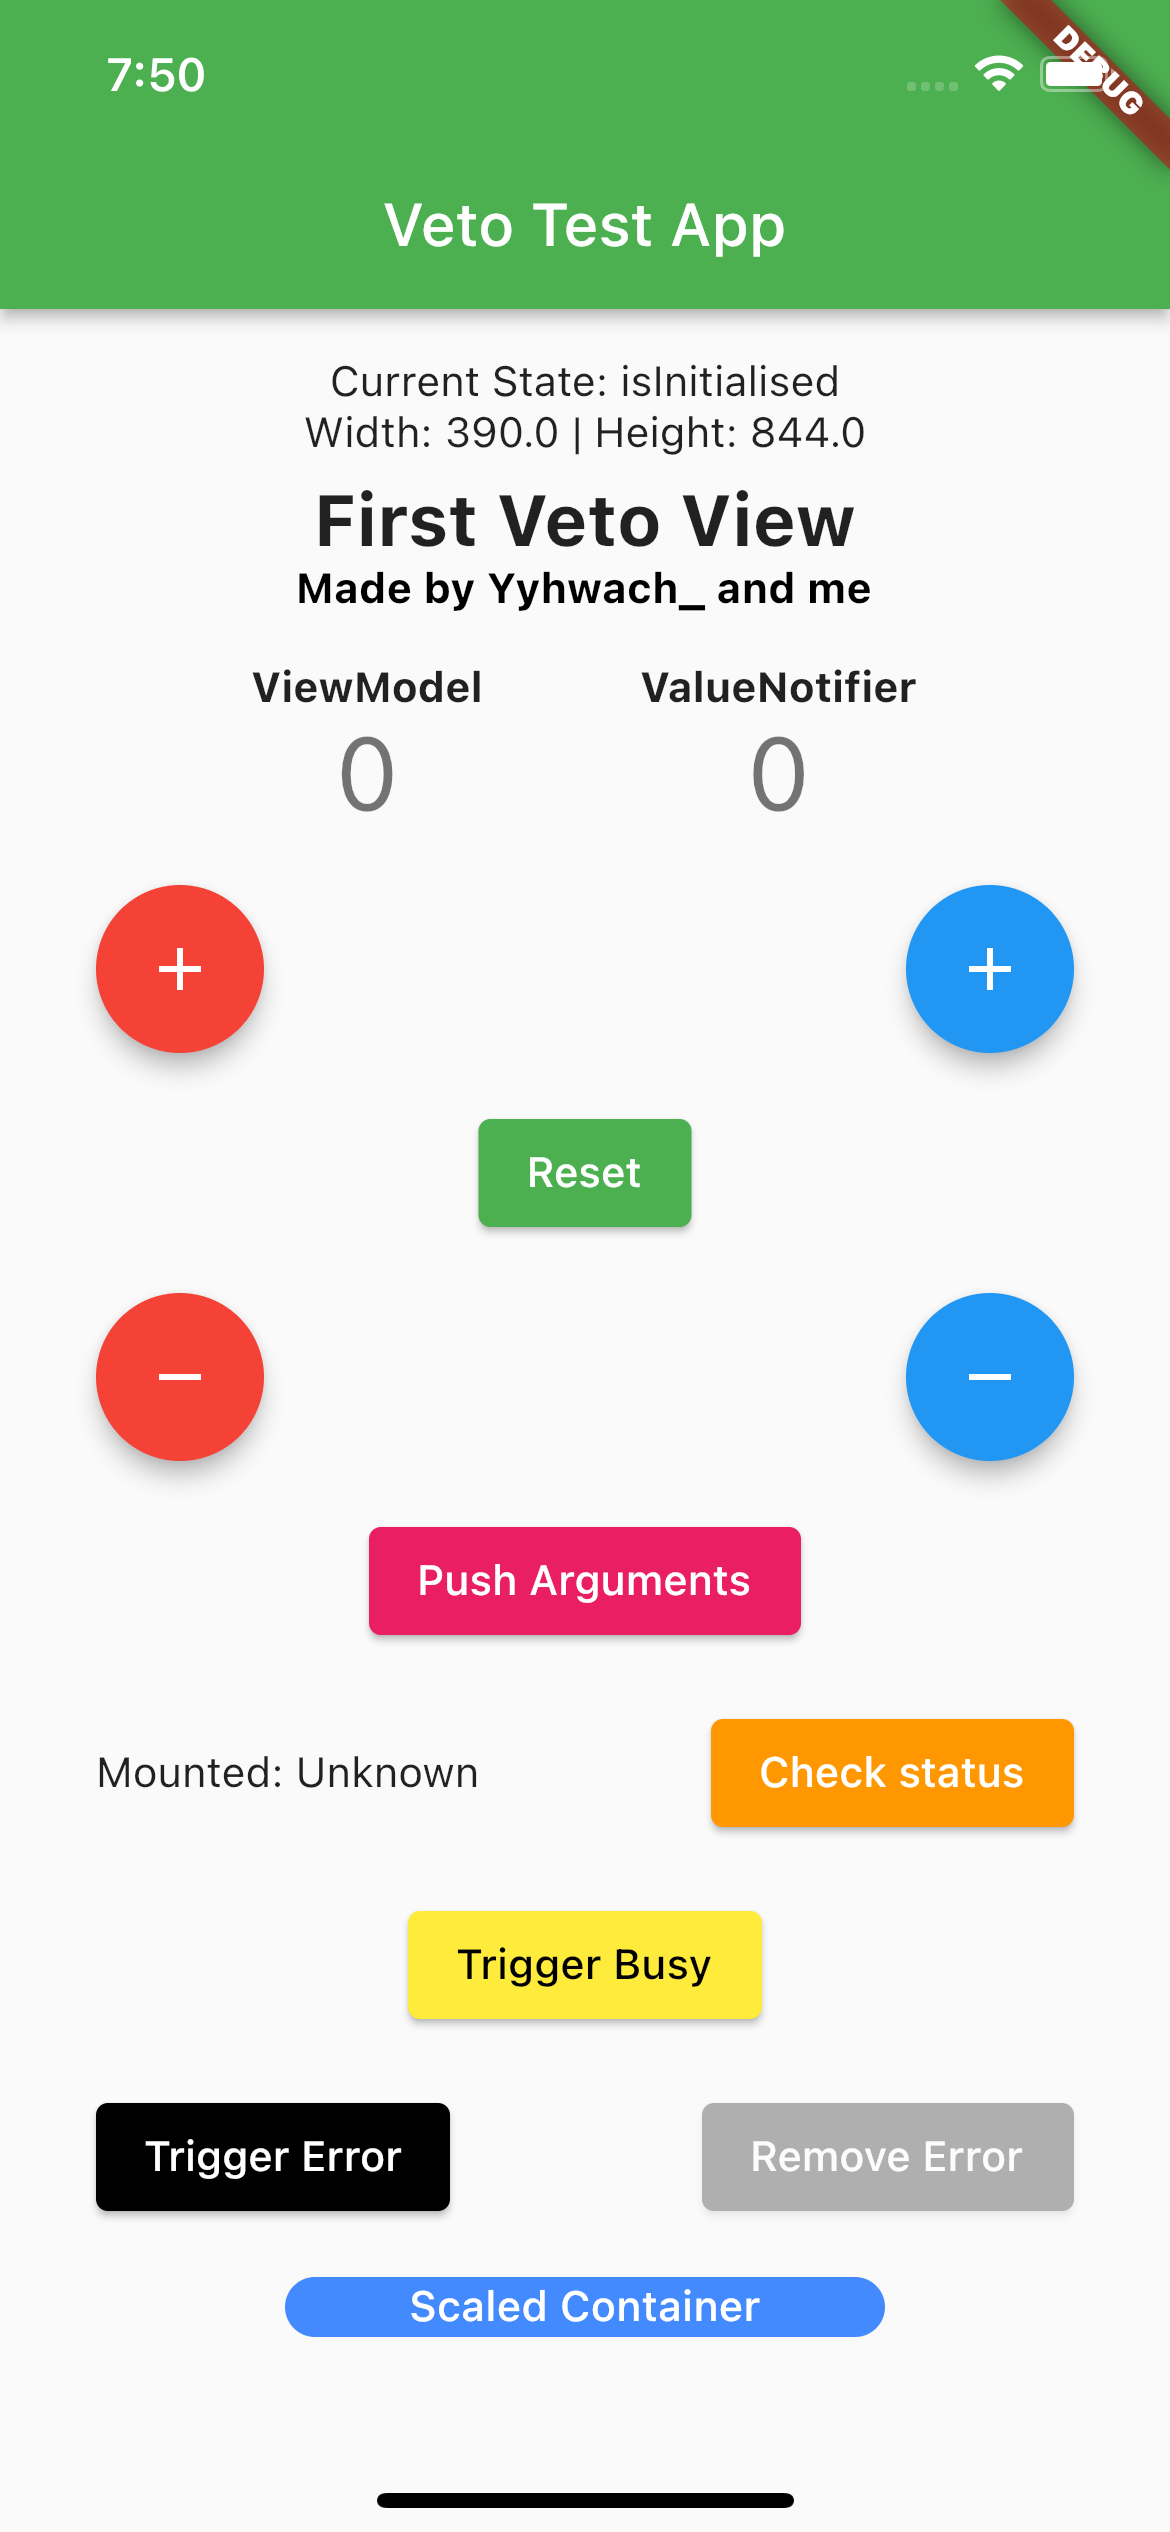 7:50
DEBUG
Veto Test App
Current State: isInitialised
Width: 390.0 | Height: 844.0
First Veto View
Made by Yyhwach_ and me
ViewModel ValueNotifier
0 0
+ +
Reset
− −
Push Arguments
Mounted: Unknown Check status
Trigger Busy
Trigger Error Remove Error
Scaled Container